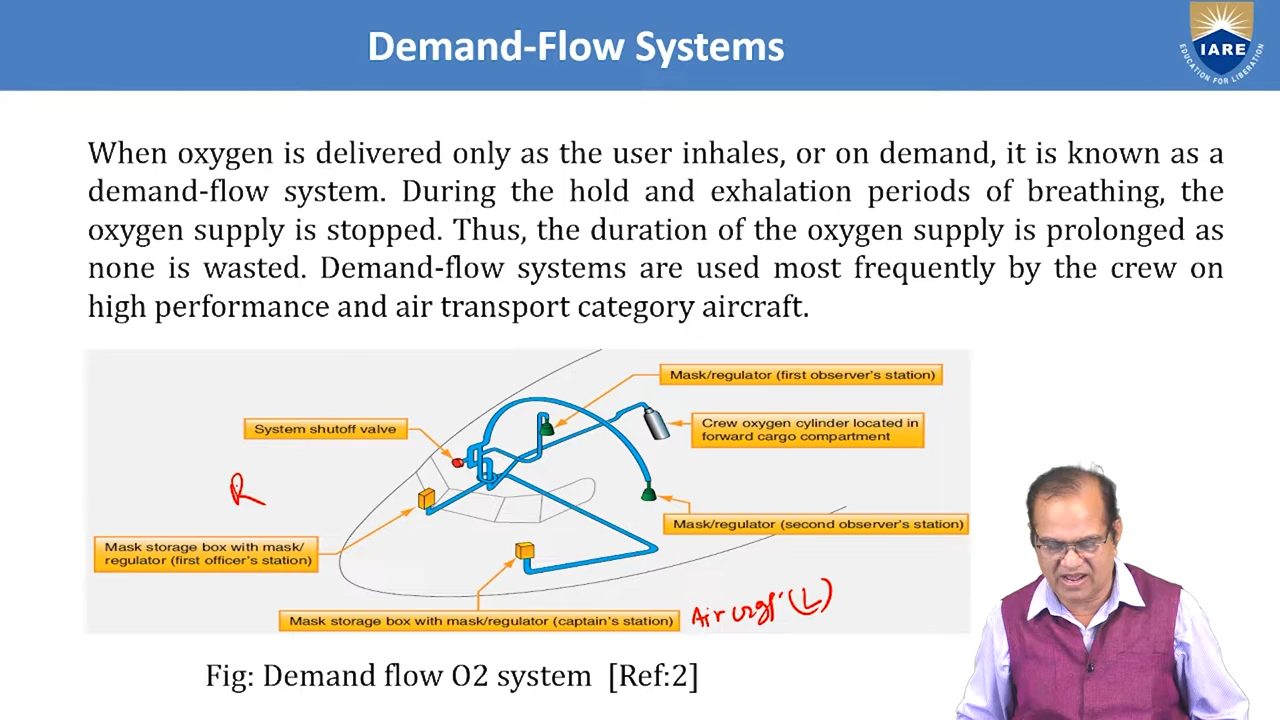 Demand-Flow Systems
IARE
EDUCATION FOR LIBERATION
When oxygen is delivered only as the user inhales, or on demand, it is known as a
demand-flow system. During the hold and exhalation periods of breathing, the
oxygen supply is stopped. Thus, the duration of the oxygen supply is prolonged as
none is wasted. Demand-flow systems are used most frequently by the crew on
high performance and air transport category aircraft.
Mask/regulator (first observer's station)
System shutoff valve
Crew oxygen cylinder located in
forward cargo compartment
R
Mask/regulator (second observer's station)
Mask storage box with mask/
regulator (first officer's station)
Mask storage box with mask/regulator (captain's station)
Air (L)
Fig: Demand flow O2 system [Ref:2]